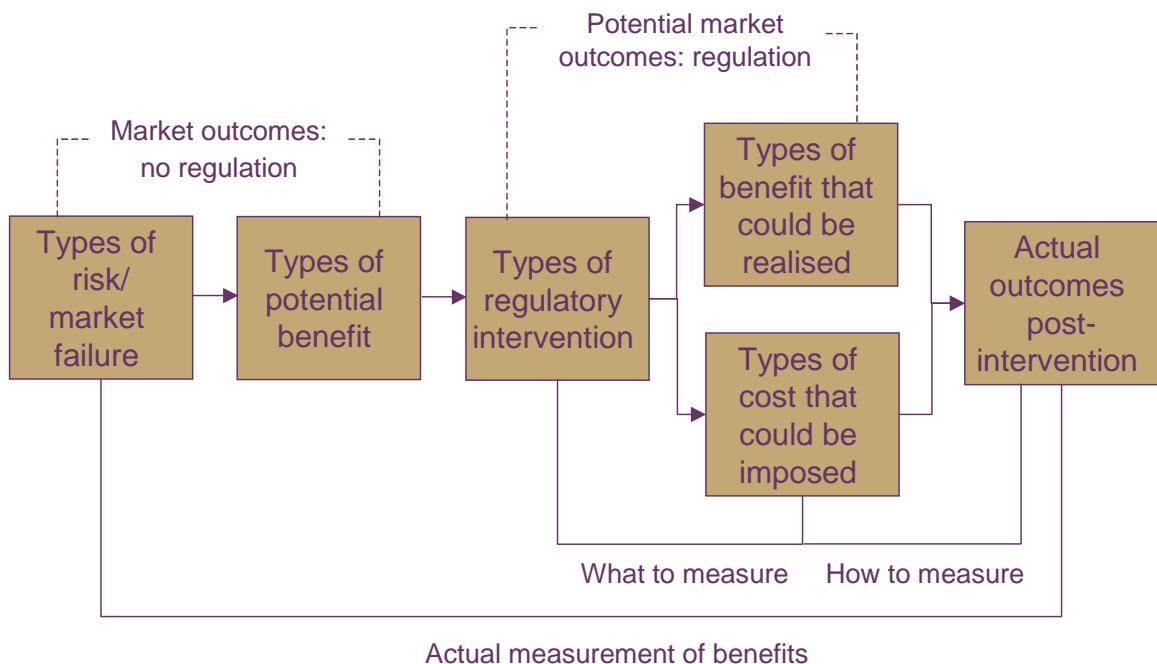 Potential market
outcomes: regulation
Market outcomes:
no regulation
Types of
risk/
market
failure
Types of
potential
benefit
Types of
regulatory
intervention
Types of
benefit that
could be
realised
Types of
cost that
could be
imposed
Actual
outcomes
post-
intervention
What to measure
How to measure
Actual measurement of benefits